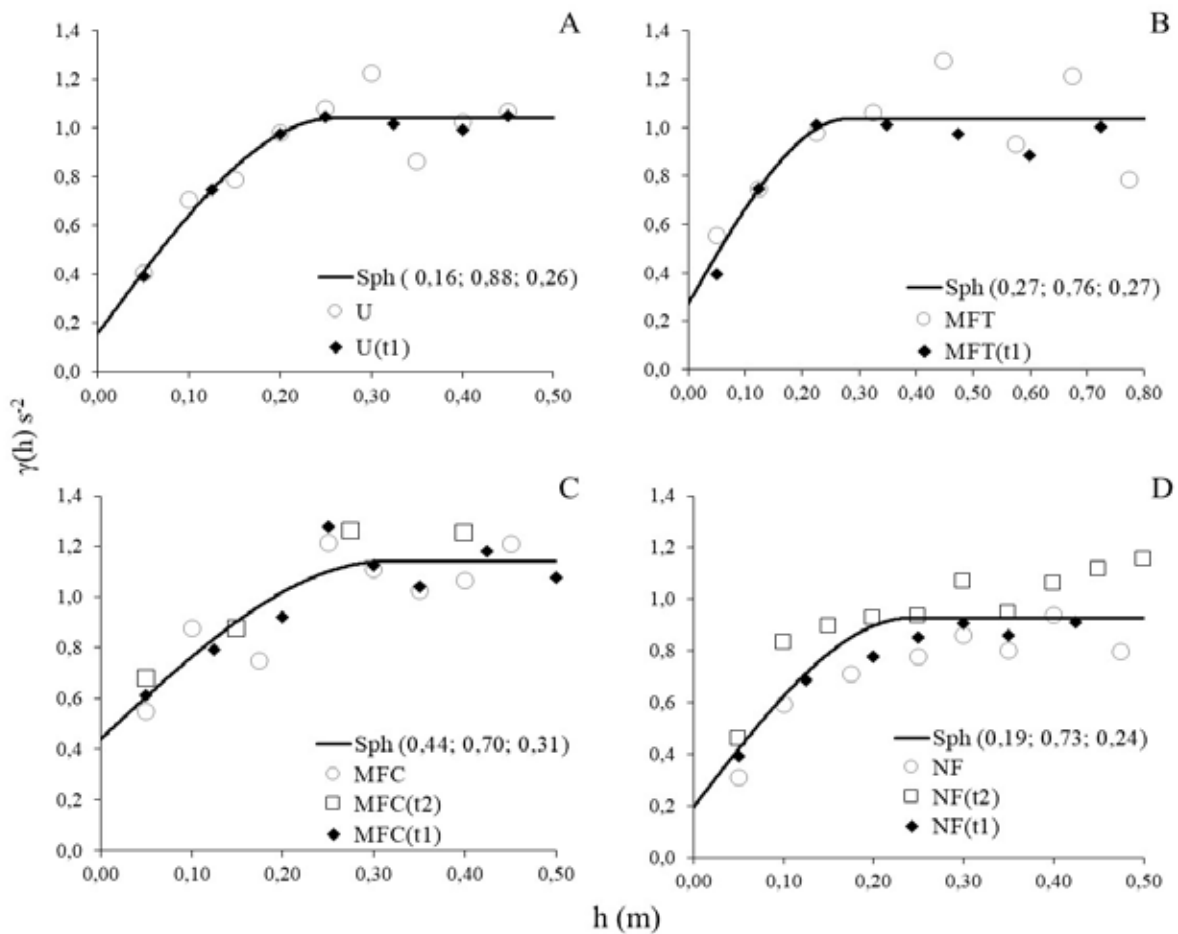 A
1,4
1,2
1,0
0,8
0,6
0,4
0,2
0,0
0,00 0,10 0,20 0,30 0,40 0,50
Sph ( 0,16; 0,88; 0,26)
U
U(t1)
B
1,4
1,2
1,0
0,8
0,6
0,4
0,2
0,0
0,00 0,10 0,20 0,30 0,40 0,50 0,60 0,70 0,80
Sph (0,27; 0,76; 0,27)
MFT
MFT(t1)
γ(h) s⁻²
C
1,4
1,2
1,0
0,8
0,6
0,4
0,2
0,0
0,00 0,10 0,20 0,30 0,40 0,50
Sph (0,44; 0,70; 0,31)
MFC
MFC(t2)
MFC(t1)
D
1,4
1,2
1,0
0,8
0,6
0,4
0,2
0,0
0,00 0,10 0,20 0,30 0,40 0,50
Sph (0,19; 0,73; 0,24)
NF
NF(t2)
NF(t1)
h (m)